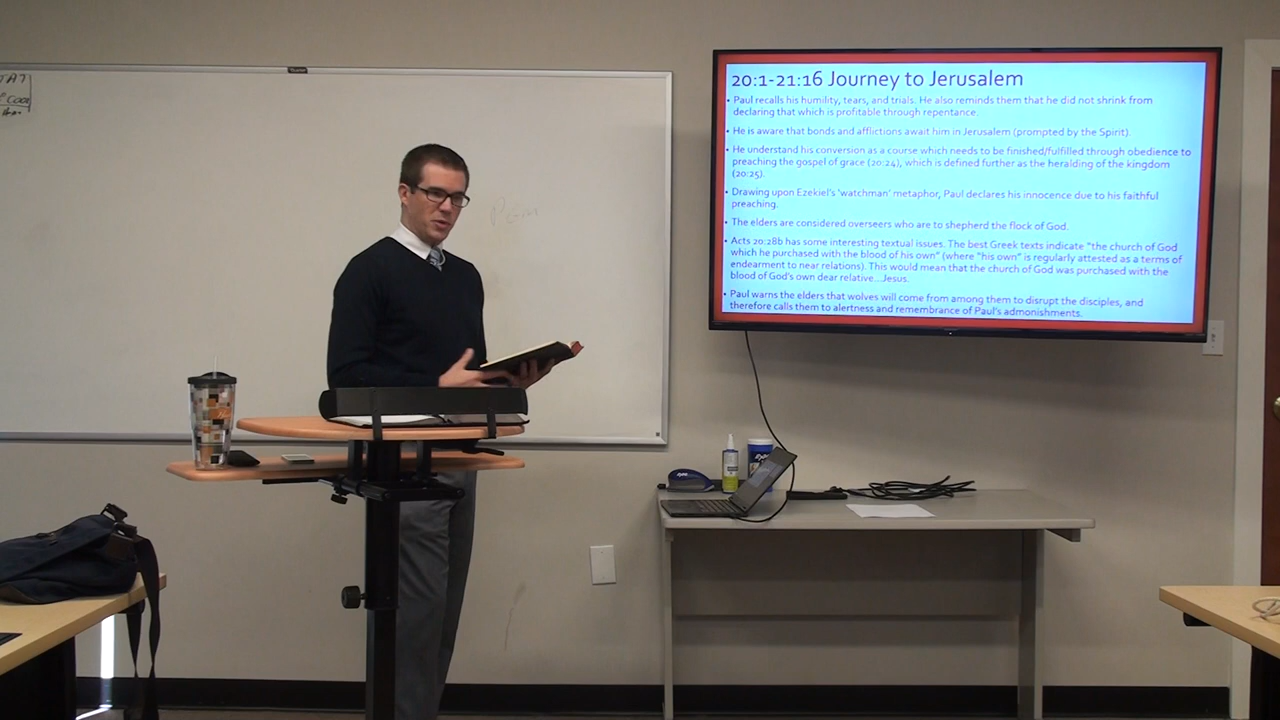 20:1-21:16 Journey to Jerusalem
• Paul recalls his humility, tears, and trials. He also reminds them that he did not shrink from
declaring that which is profitable through repentance.
• He is aware that bonds and afflictions await him in Jerusalem (prompted by the Spirit).
• He understand his conversion as a course which needs to be finished/fulfilled through obedience to
preaching the gospel of grace (20:24), which is defined further as the heralding of the kingdom
(20:25).
• Drawing upon Ezekiel's 'watchman' metaphor, Paul declares his innocence due to his faithful
preaching.
• The elders are considered overseers who are to shepherd the flock of God.
• Acts 20:28b has some interesting textual issues. The best Greek texts indicate "the church of God
which he purchased with the blood of his own" (where "his own" is regularly attested as a terms of
endearment to near relations). This would mean that the church of God was purchased with the
blood of God's own dear relative...Jesus.
• Paul warns the elders that wolves will come from among them to disrupt the disciples, and
therefore calls them to alertness and remembrance of Paul's admonishments.